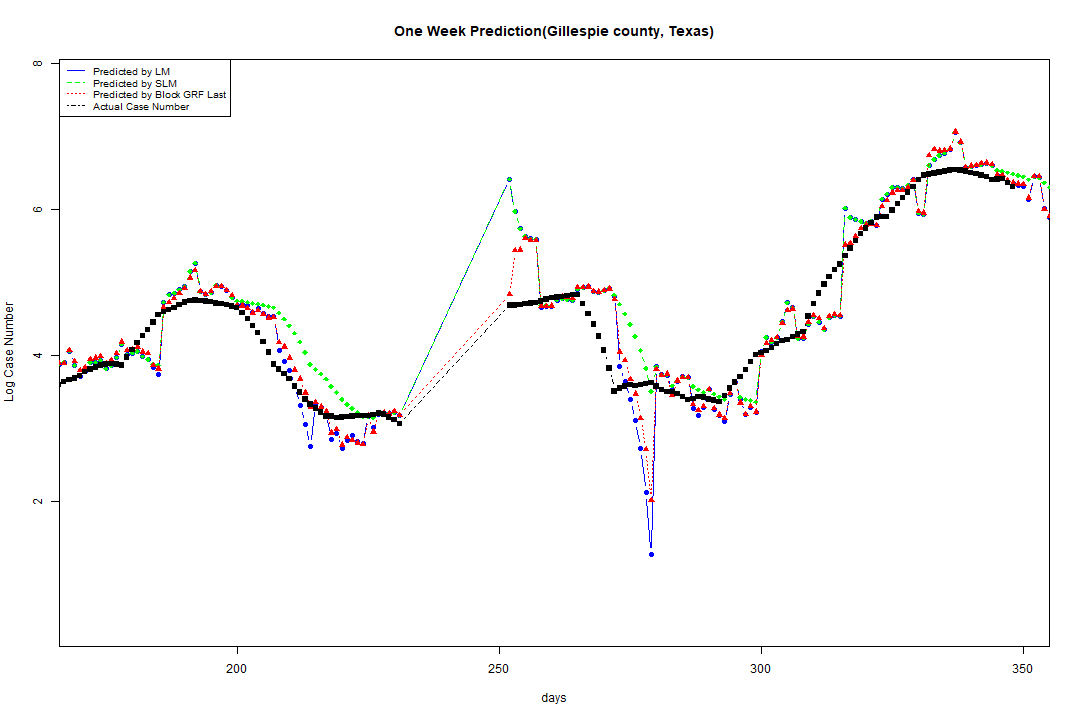 One Week Prediction(Gillespie county, Texas)
Predicted by LM
Predicted by SLM
Predicted by Block GRF Last
Actual Case Number
Log Case Number
8
6
4
2
200
250
300
350
days